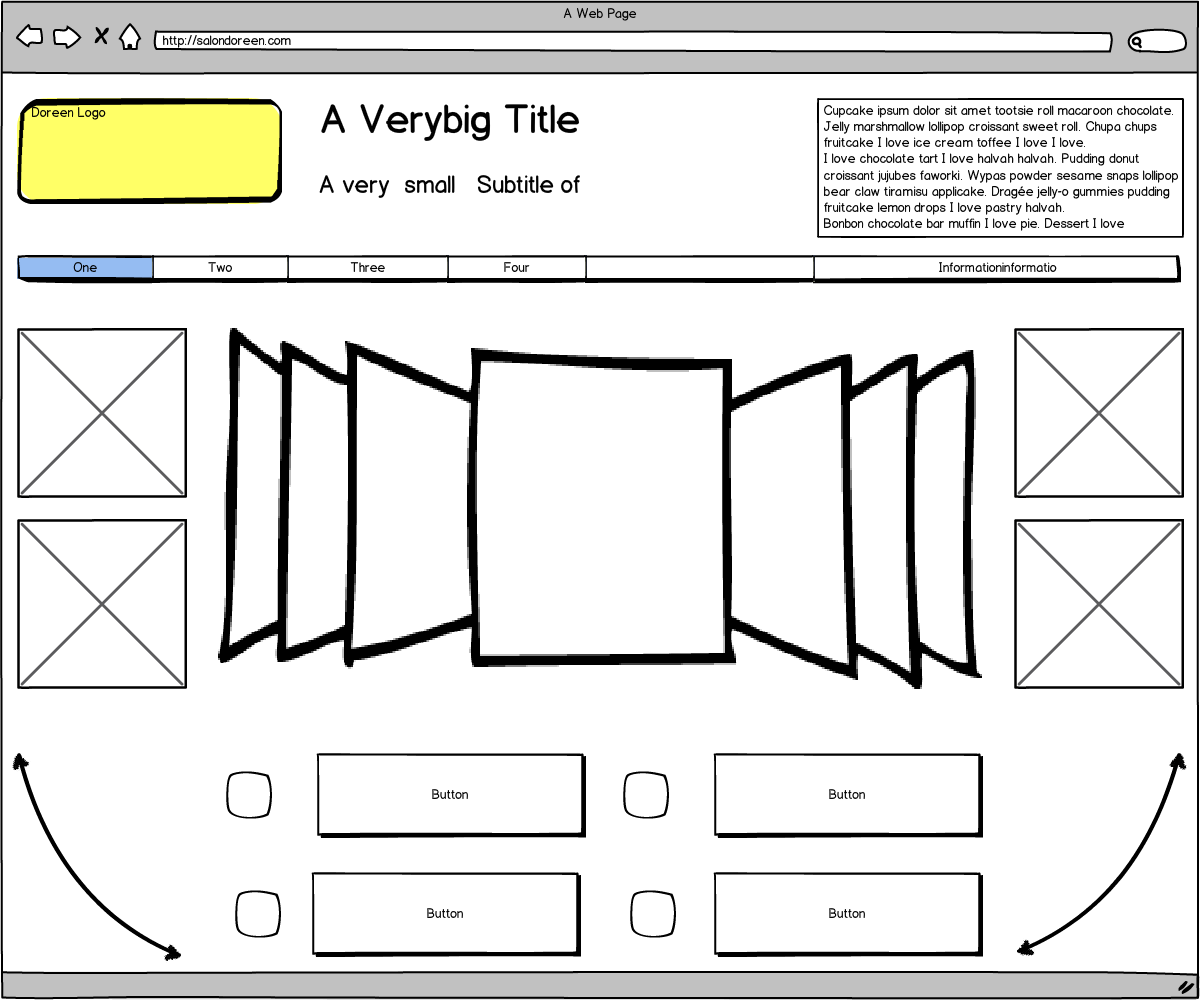 A Web Page
http://salondoreen.com
Doreen Logo
A Verybig Title
A very small Subtitle of
Cupcake ipsum dolor sit amet tootsie roll macaroon chocolate.
Jelly marshmallow lollipop croissant sweet roll. Chupa chups
fruitcake I love ice cream toffee I love I love.
I love chocolate tart I love halvah halvah. Pudding donut
croissant jujubes faworki. Wypas powder sesame snaps lollipop
bear claw tiramisu applicake. Dragée jelly-o gummies pudding
fruitcake lemon drops I love pastry halvah.
Bonbon chocolate bar muffin I love pie. Dessert I love
One Two Three Four Informationinformatio
Button Button
Button Button